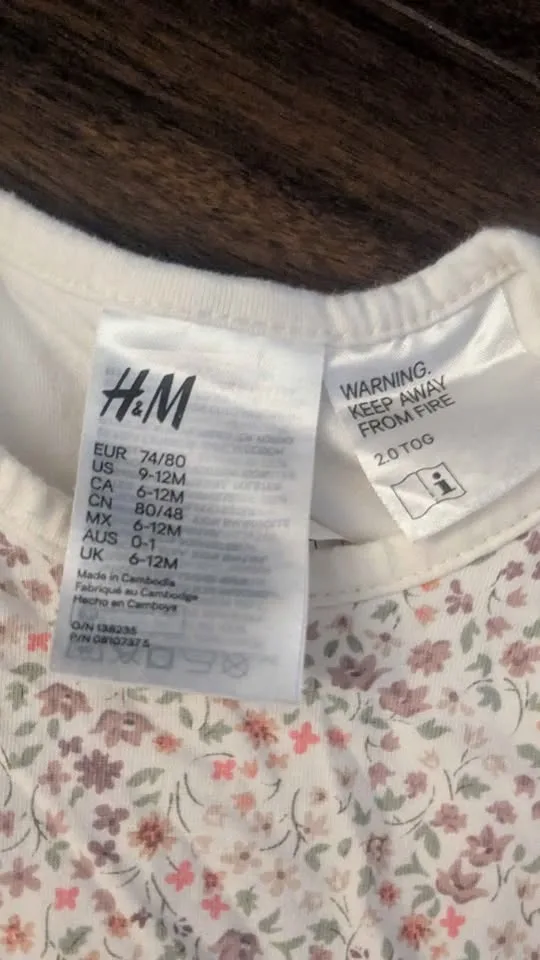 H&M
EUR 74/80
US 9-12M
CA 6-12M
CN 80/48
MX 6-12M
AUS 0-1
UK 6-12M
Made in Cambodia
Fabriqué au Cambodge
Hecho en Camboya
O/N 138235
P/N 08107375
WARNING.
KEEP AWAY
FROM FIRE
2.0 TOG
i